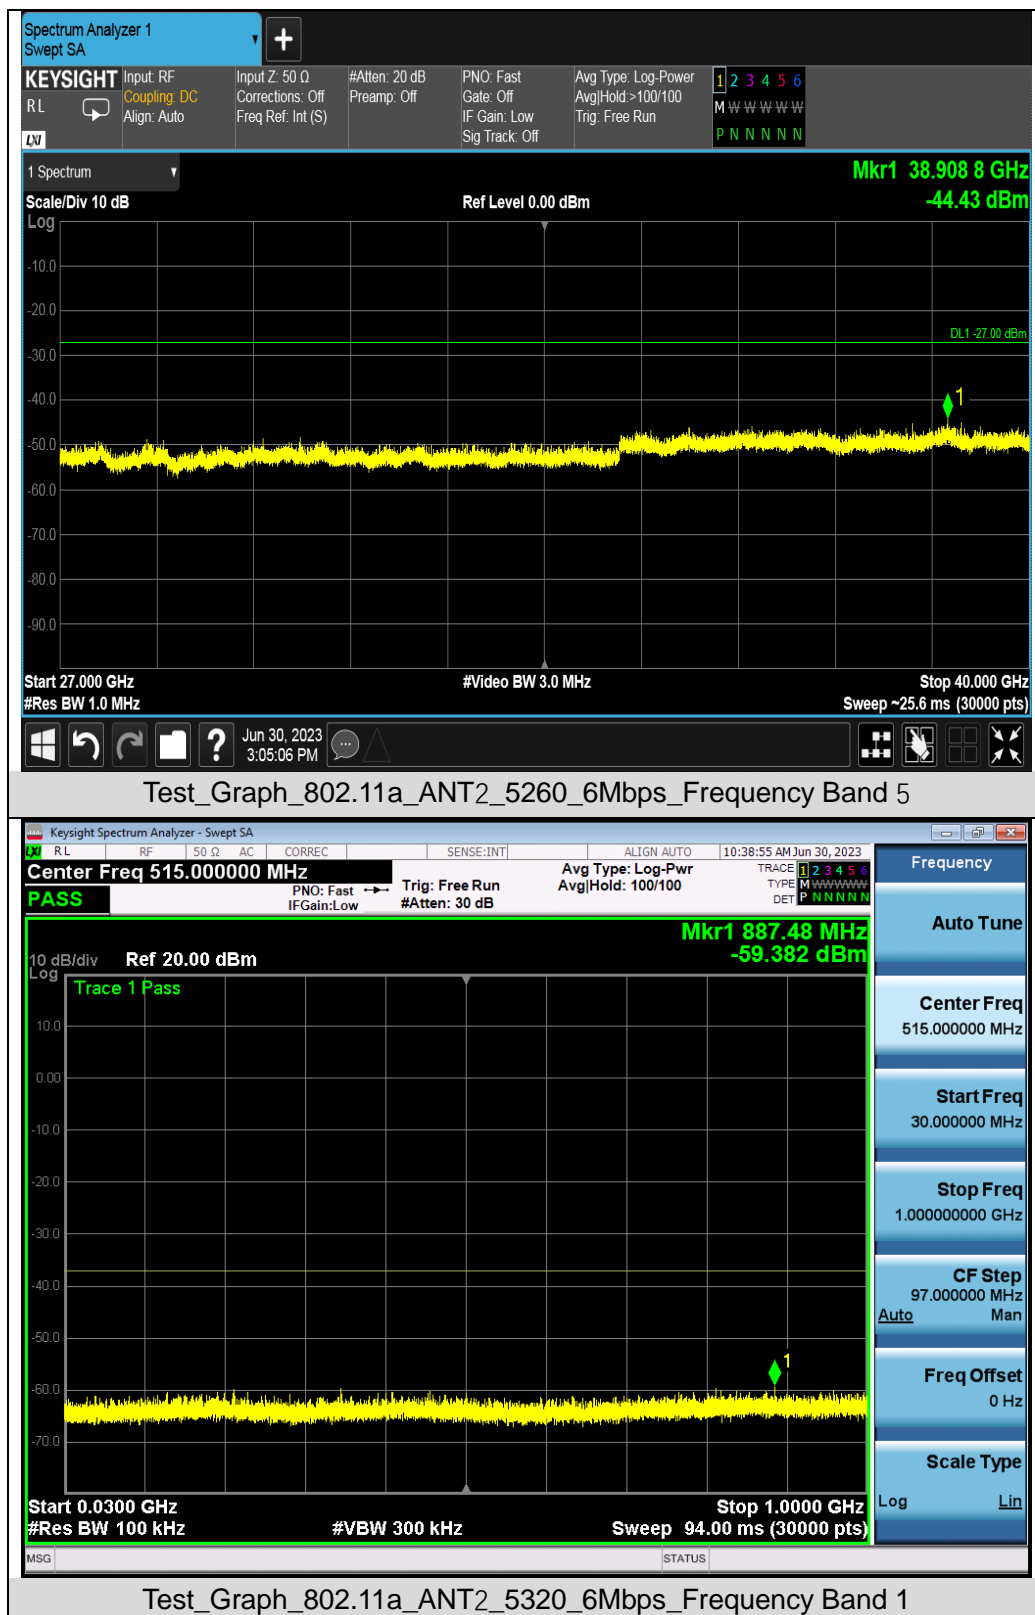 Spectrum Analyzer 1
Swept SA
KEYSIGHT
Input: RF
Input Z: 50 Ω
#Atten: 20 dB
PNO: Fast
Avg Type: Log-Power
1 2 3 4 5 6
R L
Coupling: DC
Corrections: Off
Preamp: Off
Gate: Off
Avg|Hold:>100/100
M W W W W W
Align: Auto
Freq Ref: Int (S)
IF Gain: Low
Trig: Free Run
LXI
Sig Track: Off
P N N N N N
1 Spectrum
Mkr1 38.908 8 GHz
Scale/Div 10 dB
Ref Level 0.00 dBm
-44.43 dBm
Log
-10.0
-20.0
DL1 -27.00 dBm
-30.0
-40.0
1
-50.0
-60.0
-70.0
-80.0
-90.0
Start 27.000 GHz
#Video BW 3.0 MHz
Stop 40.000 GHz
#Res BW 1.0 MHz
Sweep ~25.6 ms (30000 pts)
?
Jun 30, 2023
3:05:06 PM
Test_Graph_802.11a_ANT2_5260_6Mbps_Frequency Band 5
Keysight Spectrum Analyzer - Swept SA
LXI
R L
RF
50 Ω
AC
CORREC
SENSE:INT
ALIGN AUTO
10:38:55 AM Jun 30, 2023
Center Freq 515.000000 MHz
Avg Type: Log-Pwr
TRACE 1 2 3 4 5 6
PASS
PNO: Fast
Trig: Free Run
Avg|Hold: 100/100
TYPE M W W W W W
IFGain:Low
#Atten: 30 dB
DET P N N N N N
Mkr1 887.48 MHz
10 dB/div
Ref 20.00 dBm
-59.382 dBm
Log
Trace 1 Pass
10.0
0.00
-10.0
-20.0
-30.0
-40.0
-50.0
1
-60.0
-70.0
Start 0.0300 GHz
Stop 1.0000 GHz
#Res BW 100 kHz
#VBW 300 kHz
Sweep 94.00 ms (30000 pts)
MSG
STATUS
Frequency
Auto Tune
Center Freq
515.000000 MHz
Start Freq
30.000000 MHz
Stop Freq
1.000000000 GHz
CF Step
97.000000 MHz
Auto
Man
Freq Offset
0 Hz
Scale Type
Log
Lin
Test_Graph_802.11a_ANT2_5320_6Mbps_Frequency Band 1